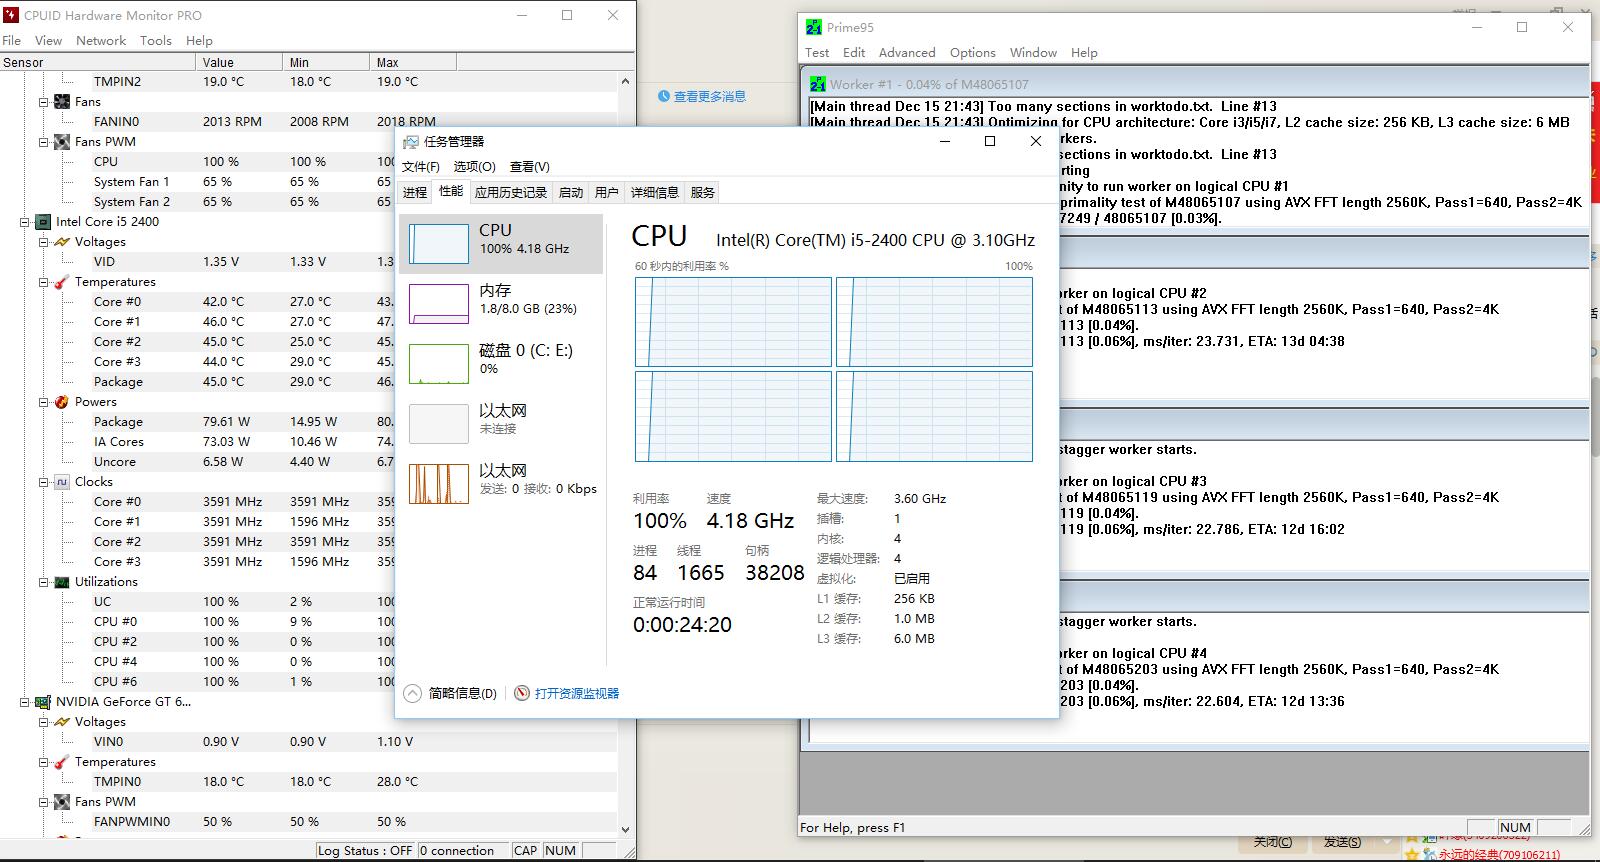 CPUID Hardware Monitor PRO
File View Network Tools Help
Sensor Value Min Max
TMPIN2 19.0 °C 18.0 °C 19.0 °C
Fans
FANIN0 2013 RPM 2008 RPM 2018 RPM
Fans PWM
CPU 100 % 100 % 100
System Fan 1 65 % 65 % 65
System Fan 2 65 % 65 % 65
Intel Core i5 2400
Voltages
VID 1.35 V 1.33 V 1.3
Temperatures
Core #0 42.0 °C 27.0 °C 43.
Core #1 46.0 °C 27.0 °C 47.
Core #2 45.0 °C 25.0 °C 45.
Core #3 44.0 °C 29.0 °C 45.
Package 45.0 °C 29.0 °C 46.
Powers
Package 79.61 W 14.95 W 80.
IA Cores 73.03 W 10.46 W 74.
Uncore 6.58 W 4.40 W 6.7
Clocks
Core #0 3591 MHz 3591 MHz 359
Core #1 3591 MHz 1596 MHz 359
Core #2 3591 MHz 3591 MHz 359
Core #3 3591 MHz 1596 MHz 359
Utilizations
UC 100 % 2 % 100
CPU #0 100 % 9 % 100
CPU #2 100 % 0 % 100
CPU #4 100 % 0 % 100
CPU #6 100 % 1 % 100
NVIDIA GeForce GT 6...
Voltages
VIN0 0.90 V 0.90 V 1.10 V
Temperatures
TMPIN0 18.0 °C 18.0 °C 28.0 °C
Fans PWM
FANPWMIN0 50 % 50 % 50 %
Log Status : OFF 0 connection CAP NUM
查看更多消息
任务管理器
文件(F) 选项(O) 查看(V)
进程 性能 应用历史记录 启动 用户 详细信息 服务
CPU
100% 4.18 GHz
内存
1.8/8.0 GB (23%)
磁盘 0 (C: E:)
0%
以太网
未连接
以太网
发送: 0 接收: 0 Kbps
CPU Intel(R) Core(TM) i5-2400 CPU @ 3.10GHz
60 秒内的利用率 % 100%
利用率 速度
100% 4.18 GHz
进程 线程 句柄
84 1665 38208
正常运行时间
0:00:24:20
最大速度: 3.60 GHz
插槽: 1
内核: 4
逻辑处理器: 4
虚拟化: 已启用
L1 缓存: 256 KB
L2 缓存: 1.0 MB
L3 缓存: 6.0 MB
简略信息(D) 打开资源监视器
Prime95
Test Edit Advanced Options Window Help
Worker #1 - 0.04% of M48065107
[Main thread Dec 15 21:43] Too many sections in worktodo.txt. Line #13
[Main thread Dec 15 21:43] Optimizing for CPU architecture: Core i3/i5/i7, L2 cache size: 256 KB, L3 cache size: 6 MB
rkers.
ections in worktodo.txt. Line #13
rting
nity to run worker on logical CPU #1
primality test of M48065107 using AVX FFT length 2560K, Pass1=640, Pass2=4K
7249 / 48065107 [0.03%].
rker on logical CPU #2
t of M48065113 using AVX FFT length 2560K, Pass1=640, Pass2=4K
113 [0.04%].
113 [0.06%], ms/iter: 23.731, ETA: 13d 04:38
stagger worker starts.
rker on logical CPU #3
t of M48065119 using AVX FFT length 2560K, Pass1=640, Pass2=4K
119 [0.04%].
119 [0.06%], ms/iter: 22.786, ETA: 12d 16:02
stagger worker starts.
rker on logical CPU #4
t of M48065203 using AVX FFT length 2560K, Pass1=640, Pass2=4K
203 [0.04%].
203 [0.06%], ms/iter: 22.604, ETA: 12d 13:36
For Help, press F1 NUM
关闭(C) 发送(S)
永远的经典(709106211)